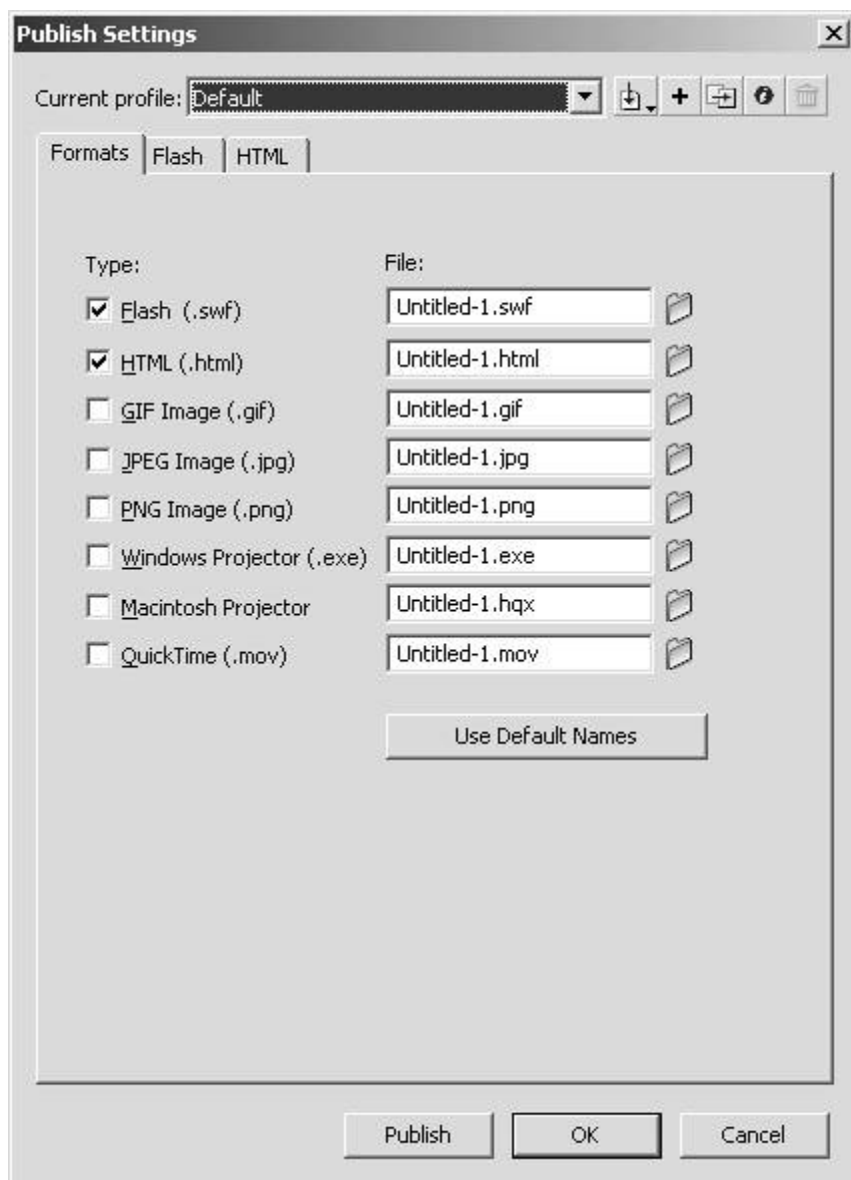 Publish Settings
Current profile: Default
Formats Flash HTML
Type: File:
Flash (.swf) Untitled-1.swf
HTML (.html) Untitled-1.html
GIF Image (.gif) Untitled-1.gif
JPEG Image (.jpg) Untitled-1.jpg
PNG Image (.png) Untitled-1.png
Windows Projector (.exe) Untitled-1.exe
Macintosh Projector Untitled-1.hqx
QuickTime (.mov) Untitled-1.mov
Use Default Names
Publish OK Cancel